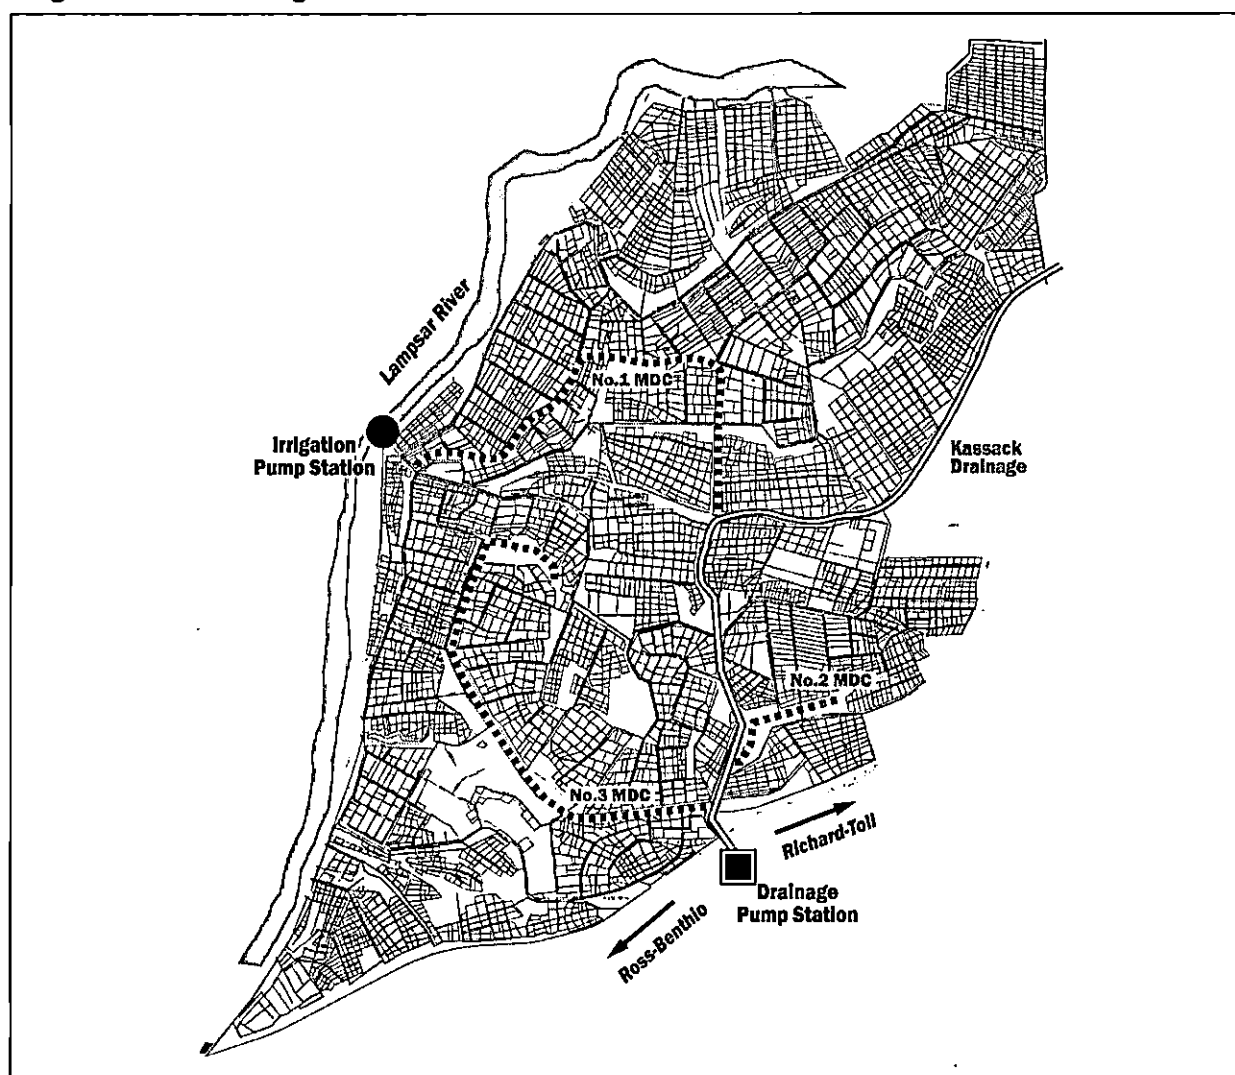 Lampsar River
No.1 MDC
Irrigation
Pump Station
Kassack
Drainage
No.2 MDC
No.3 MDC
Richard-Toll
Drainage
Pump Station
Ross-Benthio